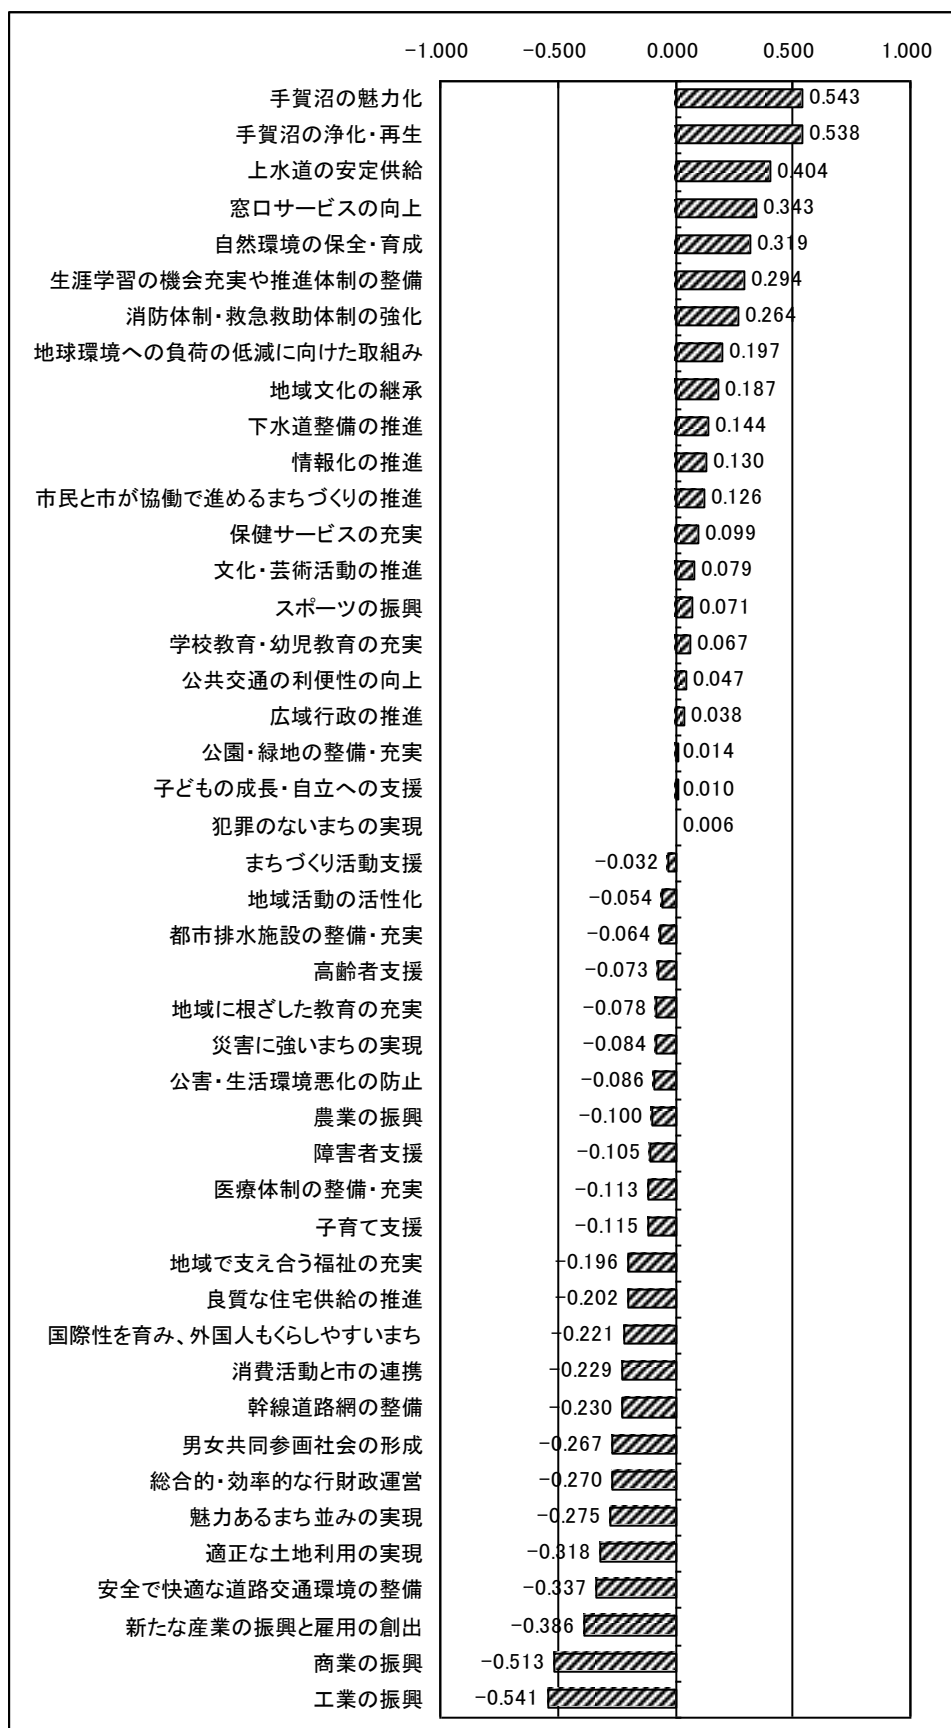 -1.000 -0.500 0.000 0.500 1.000
手賀沼の魅力化 0.543
手賀沼の浄化・再生 0.538
上水道の安定供給 0.404
窓口サービスの向上 0.343
自然環境の保全・育成 0.319
生涯学習の機会充実や推進体制の整備 0.294
消防体制・救急救助体制の強化 0.264
地球環境への負荷の低減に向けた取組み 0.197
地域文化の継承 0.187
下水道整備の推進 0.144
情報化の推進 0.130
市民と市が協働で進めるまちづくりの推進 0.126
保健サービスの充実 0.099
文化・芸術活動の推進 0.079
スポーツの振興 0.071
学校教育・幼児教育の充実 0.067
公共交通の利便性の向上 0.047
広域行政の推進 0.038
公園・緑地の整備・充実 0.014
子どもの成長・自立への支援 0.010
犯罪のないまちの実現 0.006
まちづくり活動支援 -0.032
地域活動の活性化 -0.054
都市排水施設の整備・充実 -0.064
高齢者支援 -0.073
地域に根ざした教育の充実 -0.078
災害に強いまちの実現 -0.084
公害・生活環境悪化の防止 -0.086
農業の振興 -0.100
障害者支援 -0.105
医療体制の整備・充実 -0.113
子育て支援 -0.115
地域で支え合う福祉の充実 -0.196
良質な住宅供給の推進 -0.202
国際性を育み、外国人もくらしやすいまち -0.221
消費活動と市の連携 -0.229
幹線道路網の整備 -0.230
男女共同参画社会の形成 -0.267
総合的・効率的な行財政運営 -0.270
魅力あるまち並みの実現 -0.275
適正な土地利用の実現 -0.318
安全で快適な道路交通環境の整備 -0.337
新たな産業の振興と雇用の創出 -0.386
商業の振興 -0.513
工業の振興 -0.541